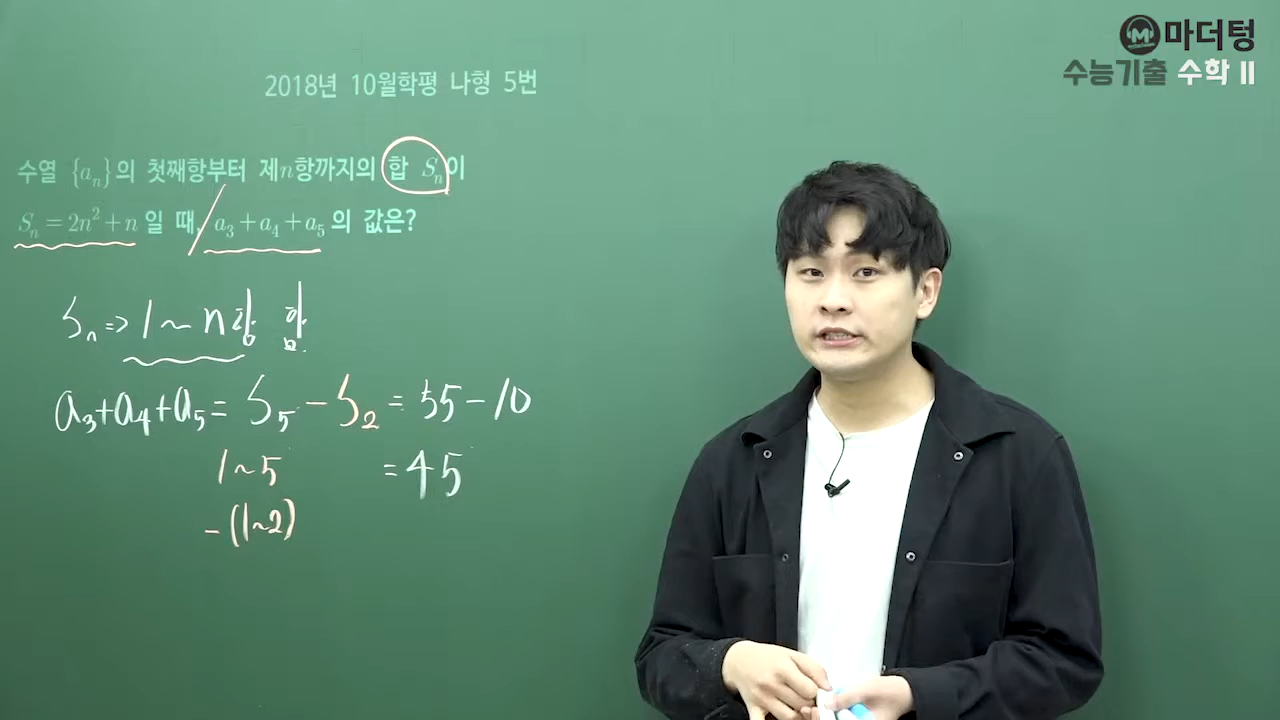 마더텅
수능기출 수학 II
2018년 10월학평 나형 5번
수열 {aₙ}의 첫째항부터 제n항까지의 합 Sₙ이
Sₙ = 2n² + n 일 때, a₃ + a₄ + a₅ 의 값은?
Sₙ => 1 ~ n항 합
a₃+a₄+a₅ = S₅ - S₂ = 55 - 10
1 ~ 5 = 45
- (1~2)